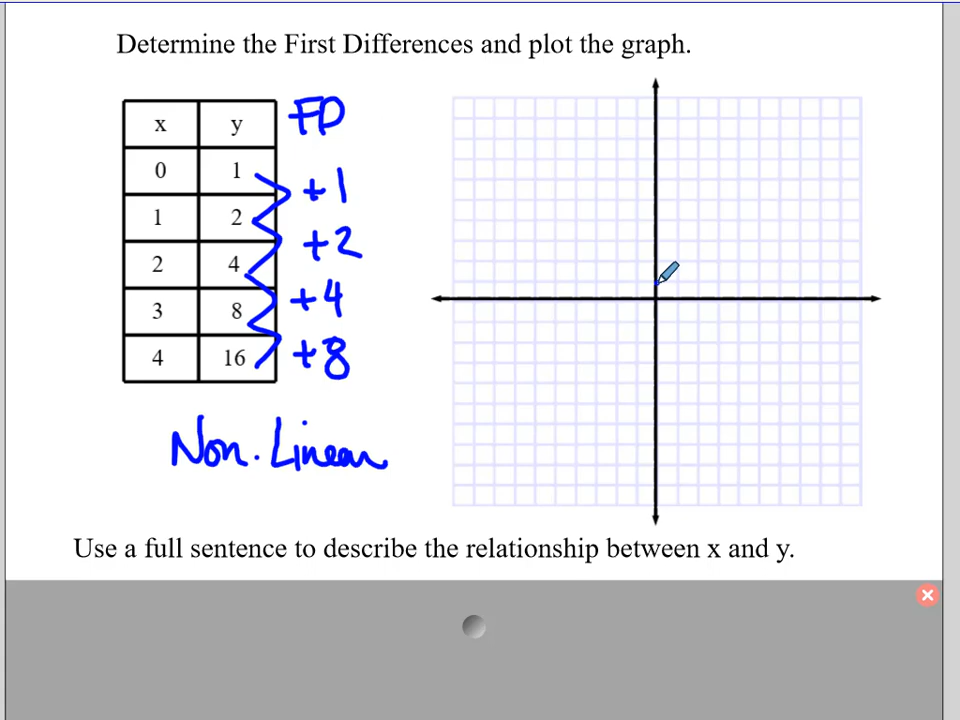 Determine the First Differences and plot the graph.
x y FD
0 1
+1
1 2
+2
2 4
+4
3 8
+8
4 16
Non-Linear
Use a full sentence to describe the relationship between x and y.